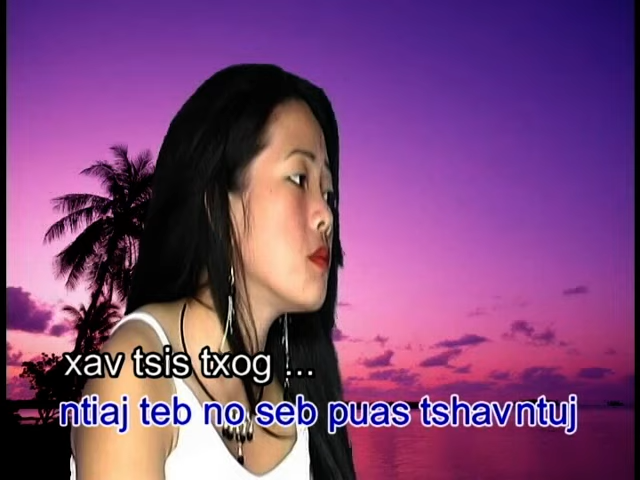 xav tsis txog ...
ntiaj teb no seb puas tshavntuj